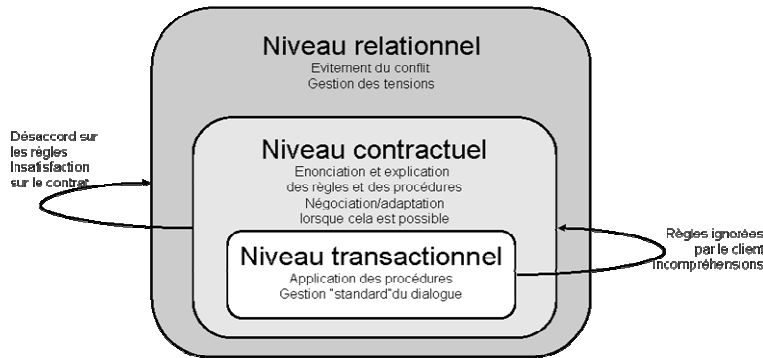 Niveau relationnel
Evitement du conflit
Gestion des tensions
Désaccord sur
les règles
Insatisfaction
sur le contrat
Niveau contractuel
Enonciation et explication
des règles et des procédures
Négociation/adaptation
lorsque cela est possible
Règles ignorées
par le client
Incompréhensions
Niveau transactionnel
Application des procédures
Gestion "standard"du dialogue